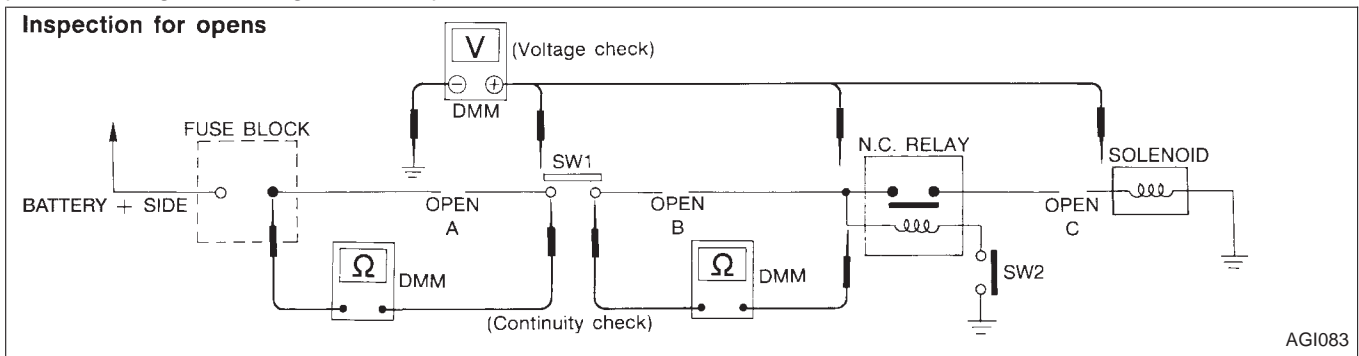 Inspection for opens
V
(Voltage check)
− +
DMM
FUSE BLOCK
N.C. RELAY
SW1
SOLENOID
BATTERY + SIDE
OPEN
A
OPEN
B
OPEN
C
Ω
DMM
Ω
DMM
SW2
(Continuity check)
AGI083